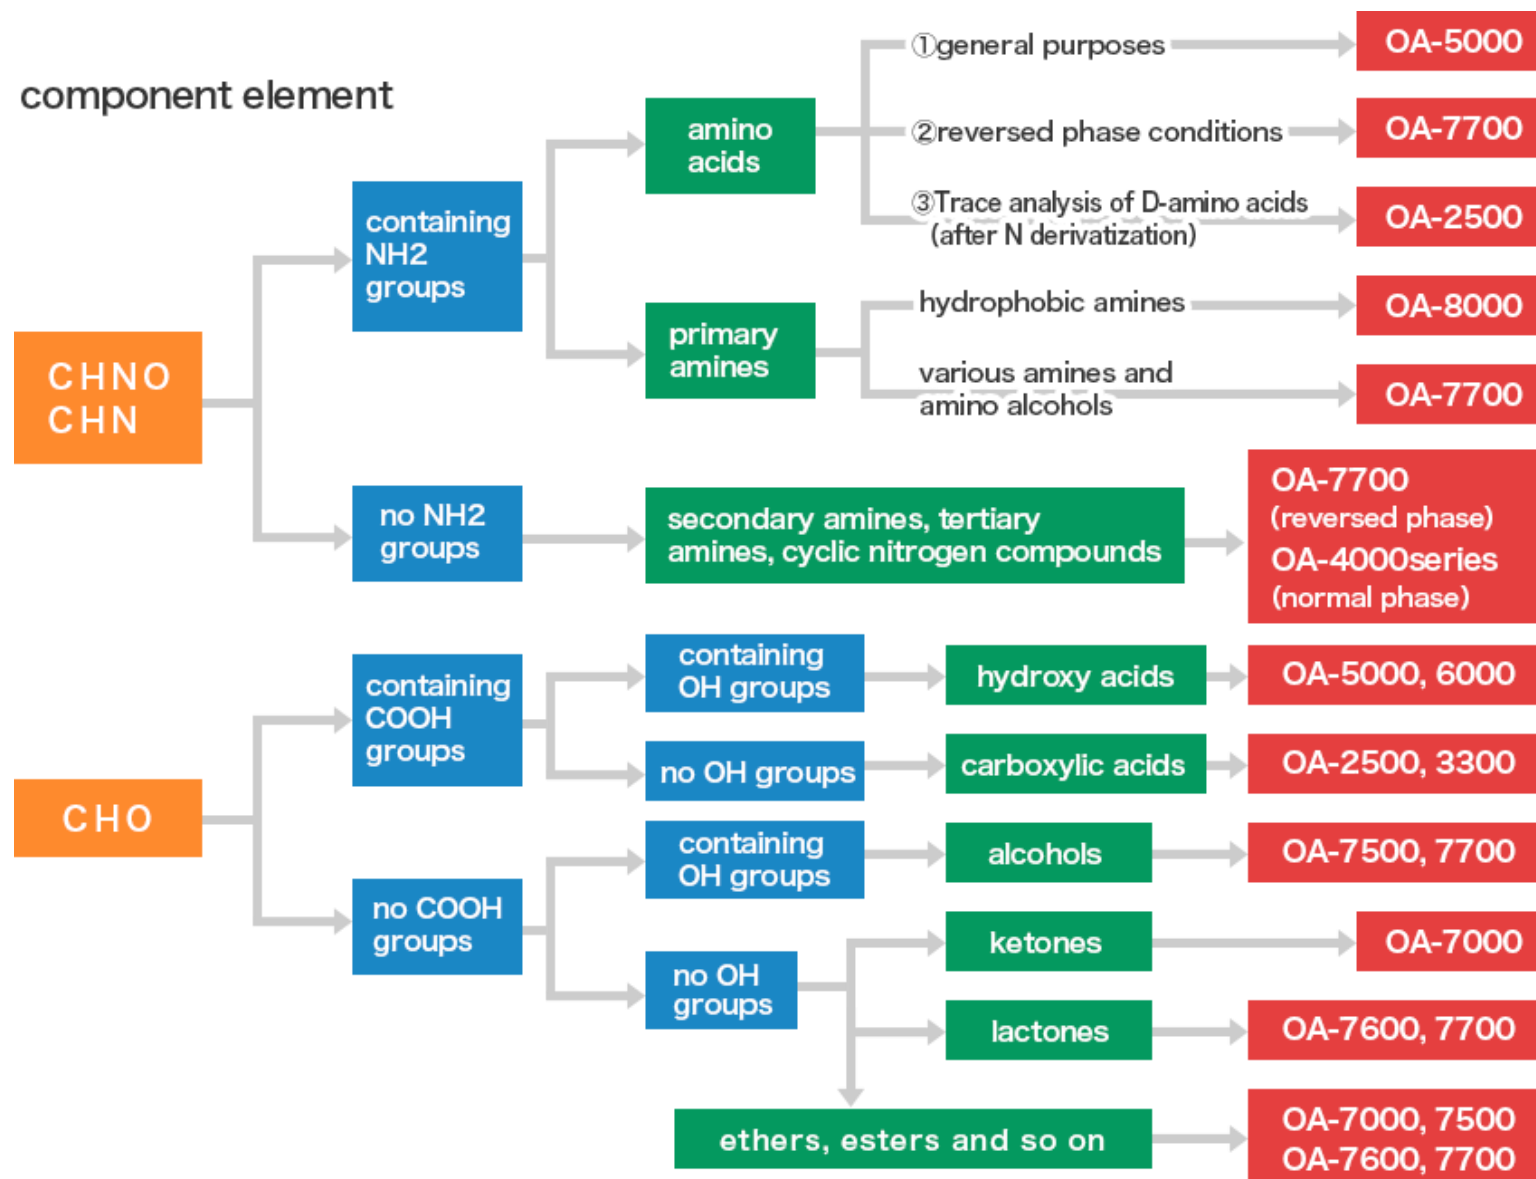 component element
CHNO
CHN
containing
NH2
groups
amino
acids
①general purposes
OA-5000
②reversed phase conditions
OA-7700
③Trace analysis of D-amino acids
(after N derivatization)
OA-2500
primary
amines
hydrophobic amines
OA-8000
various amines and
amino alcohols
OA-7700
no NH2
groups
secondary amines, tertiary
amines, cyclic nitrogen compounds
OA-7700
(reversed phase)
OA-4000series
(normal phase)
CHO
containing
COOH
groups
containing
OH groups
hydroxy acids
OA-5000, 6000
no OH groups
carboxylic acids
OA-2500, 3300
no COOH
groups
containing
OH groups
alcohols
OA-7500, 7700
no OH
groups
ketones
OA-7000
lactones
OA-7600, 7700
ethers, esters and so on
OA-7000, 7500
OA-7600, 7700